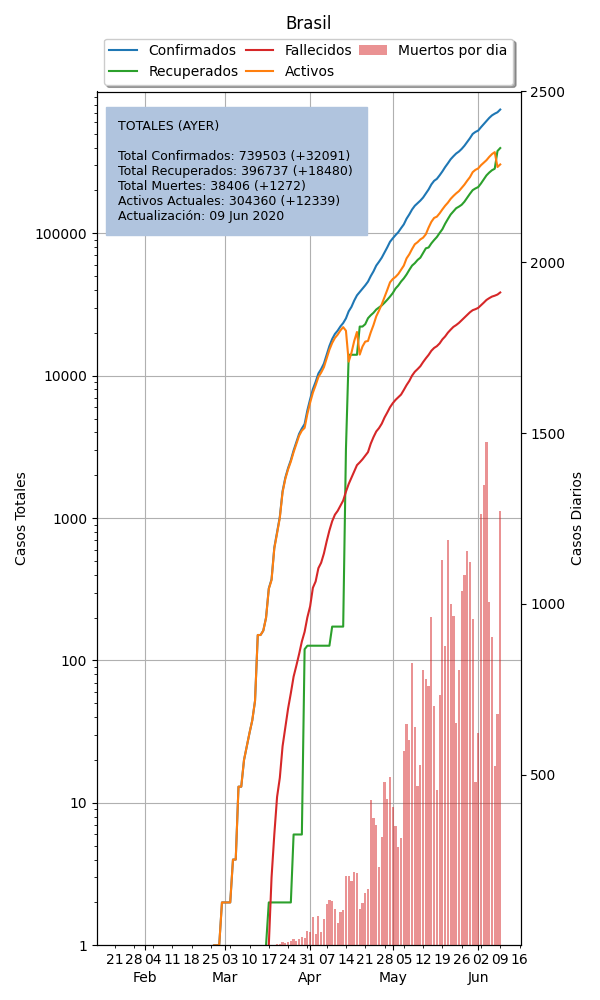 Brasil
Confirmados
Recuperados
Fallecidos
Activos
Muertos por dia
TOTALES (AYER)
Total Confirmados: 739503 (+32091)
Total Recuperados: 396737 (+18480)
Total Muertes: 38406 (+1272)
Activos Actuales: 304360 (+12339)
Actualización: 09 Jun 2020
Casos Totales
100000
10000
1000
100
10
1
2500
2000
1500
1000
500
Casos Diarios
21 28 04 11 18 25 03 10 17 24 31 07 14 21 28 05 12 19 26 02 09 16
Feb Mar Apr May Jun